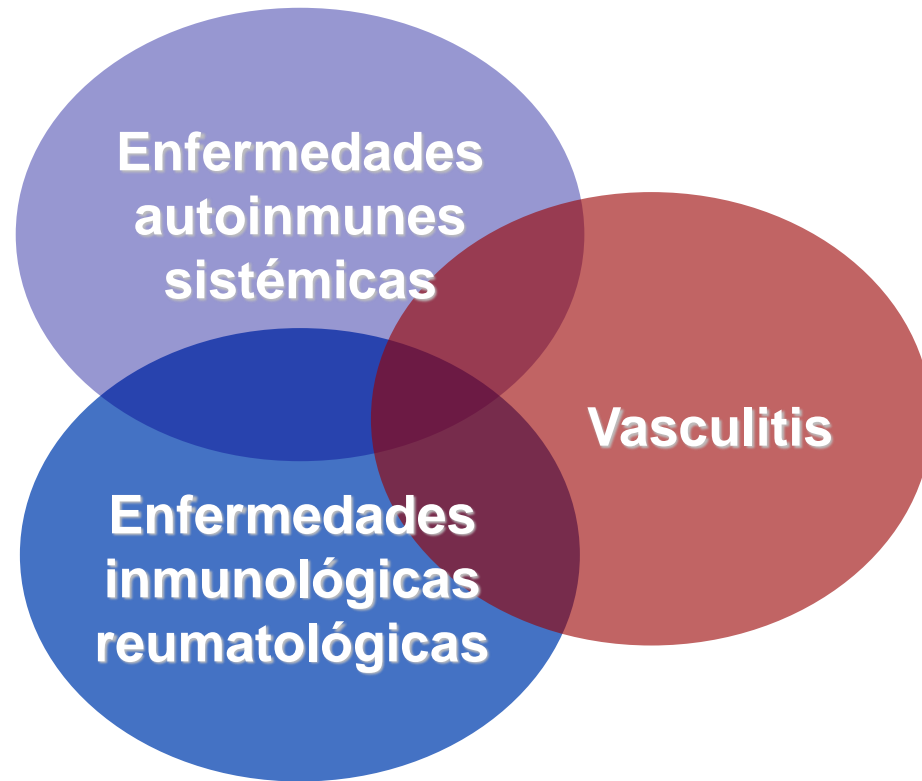 Enfermedades
autoinmunes
sistémicas
Vasculitis
Enfermedades
inmunológicas
reumatológicas